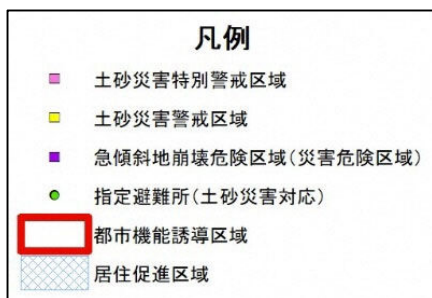 凡例
土砂災害特別警戒区域
土砂災害警戒区域
急傾斜地崩壊危険区域(災害危険区域)
指定避難所(土砂災害対応)
都市機能誘導区域
居住促進区域